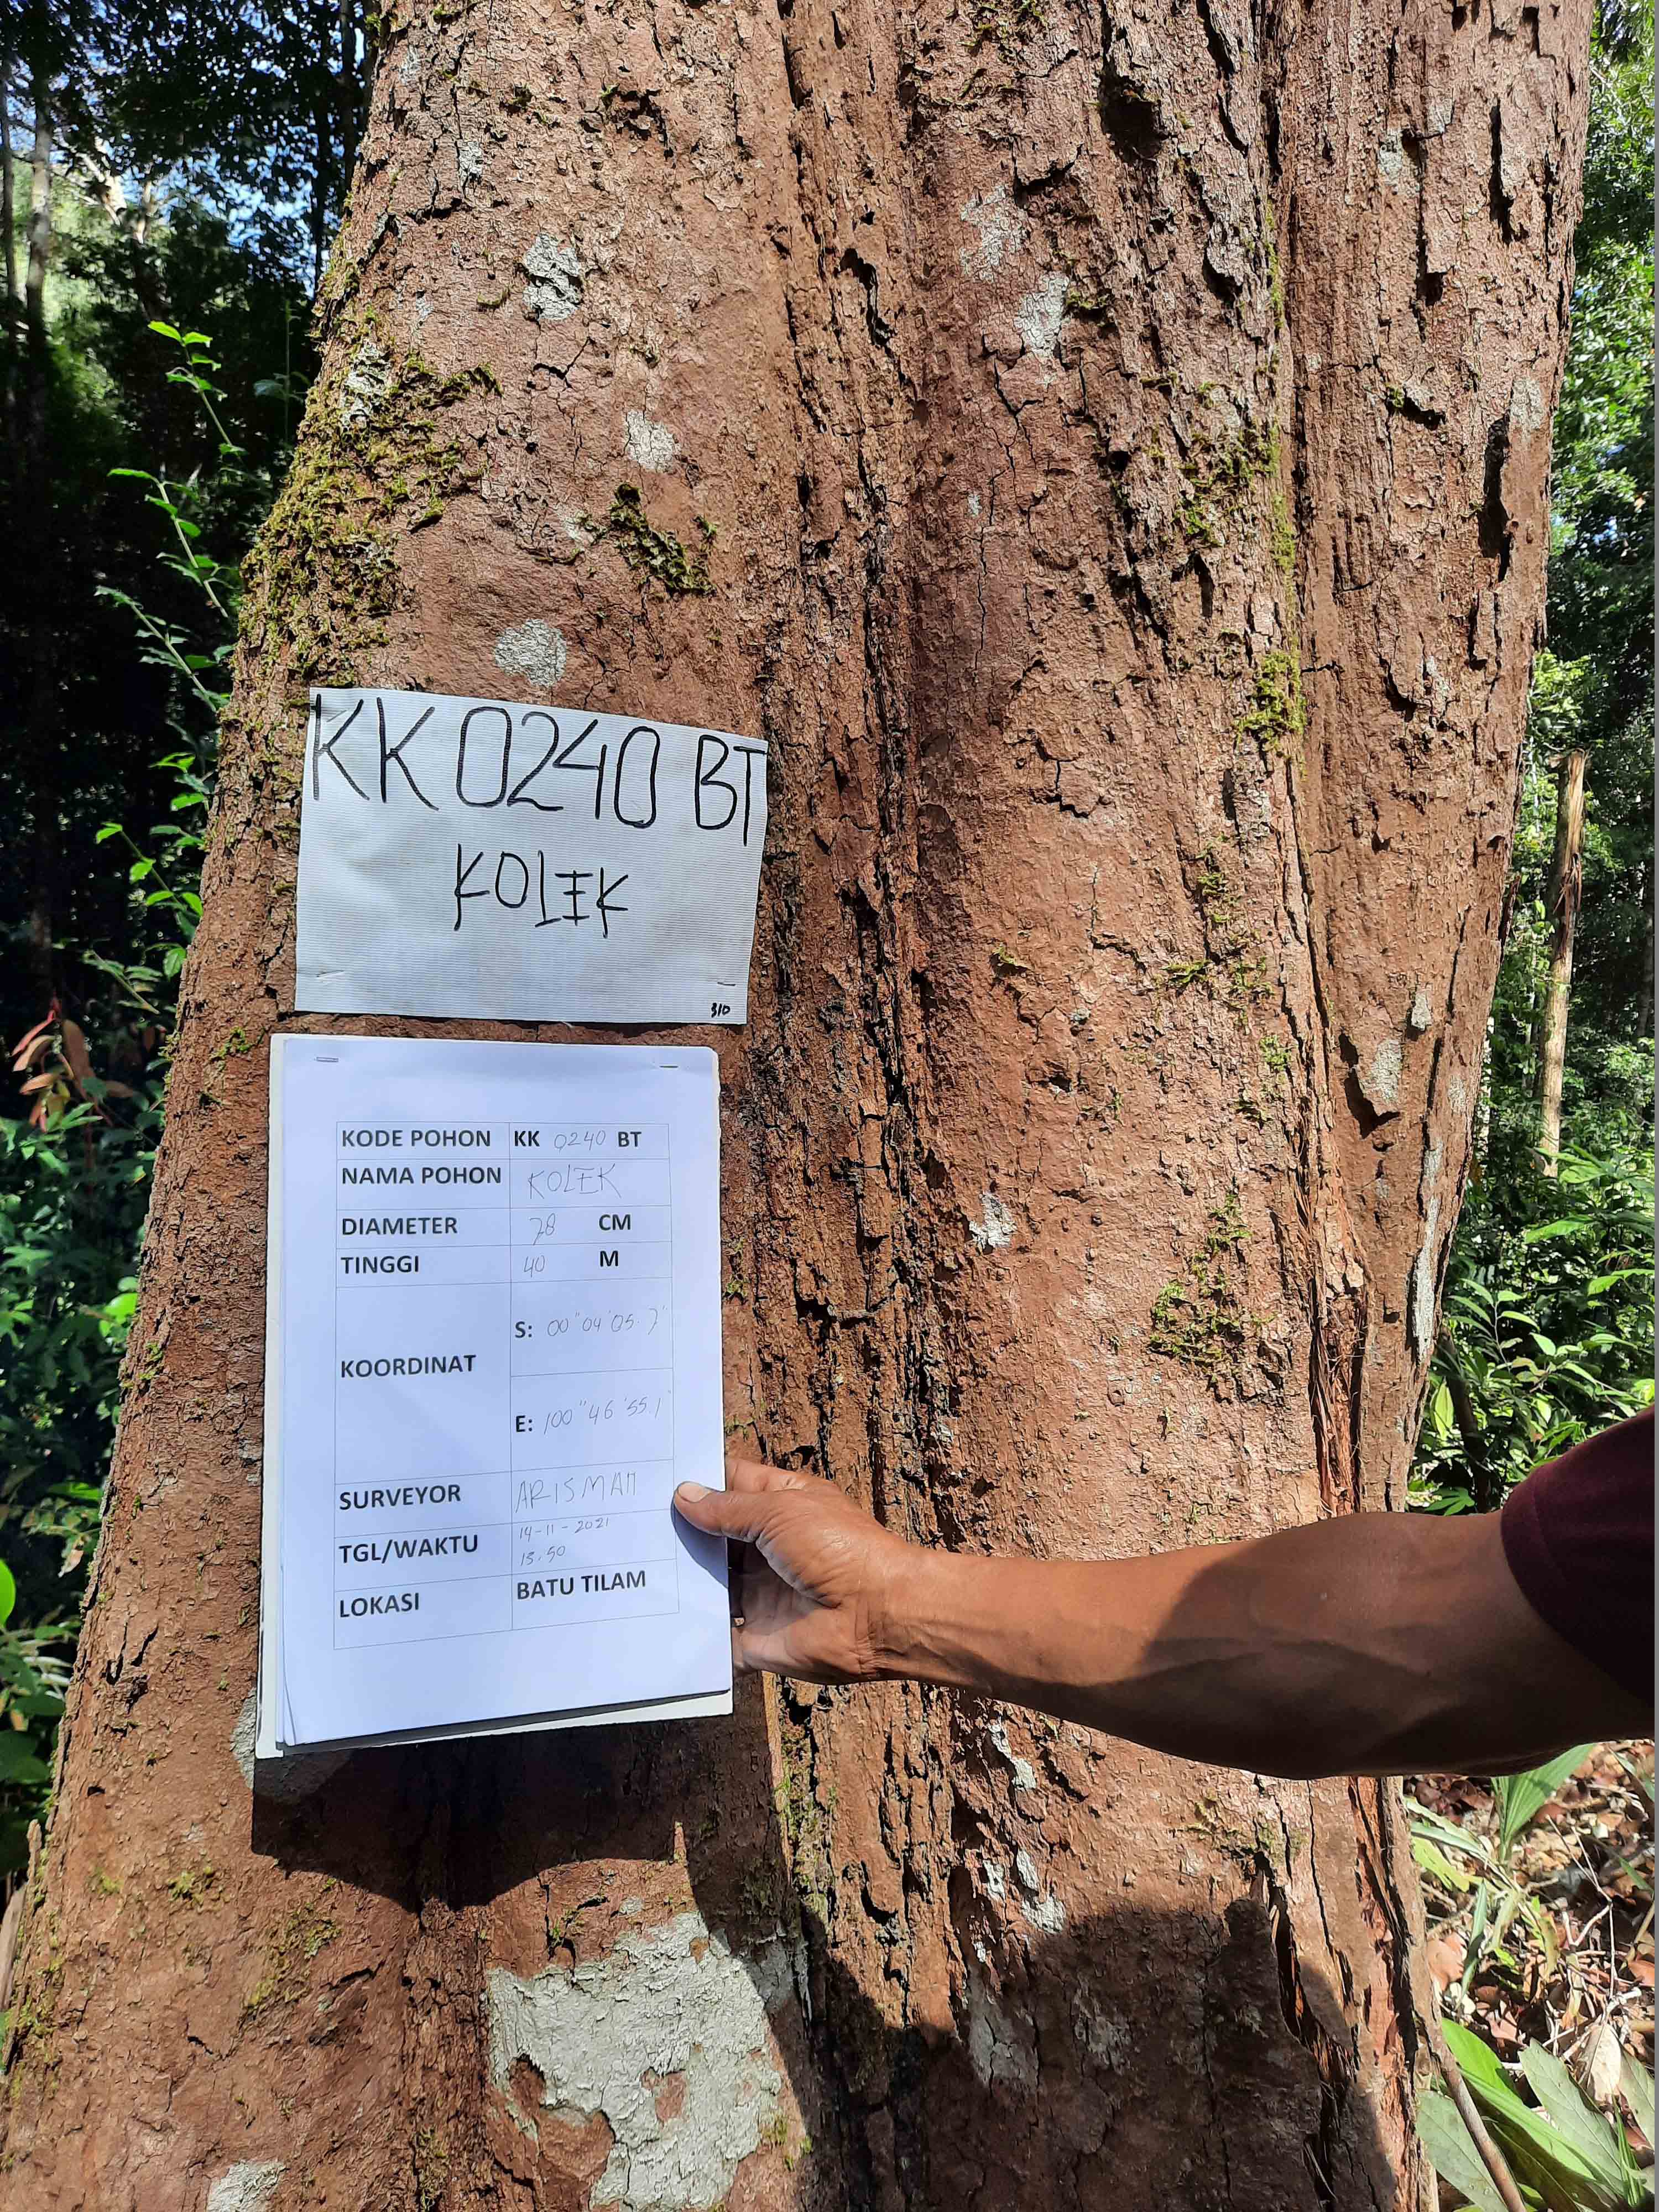 KK 0240 BT
KOLEK
310
KODE POHON KK 0240 BT
NAMA POHON KOLEK
DIAMETER 78 CM
TINGGI 40 M
KOORDINAT
S: 00"04'05.7'
E: 100"46'55.1'
SURVEYOR ARISMAN
TGL/WAKTU 14-11-2021
13.50
LOKASI BATU TILAM